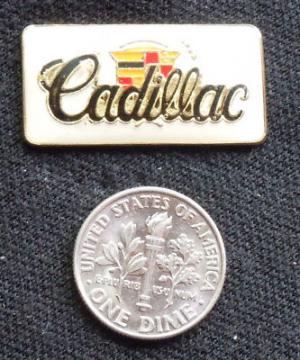 Cadillac
UNITED STATES OF AMERICA
E PLURIBUS UNUM
ONE DIME